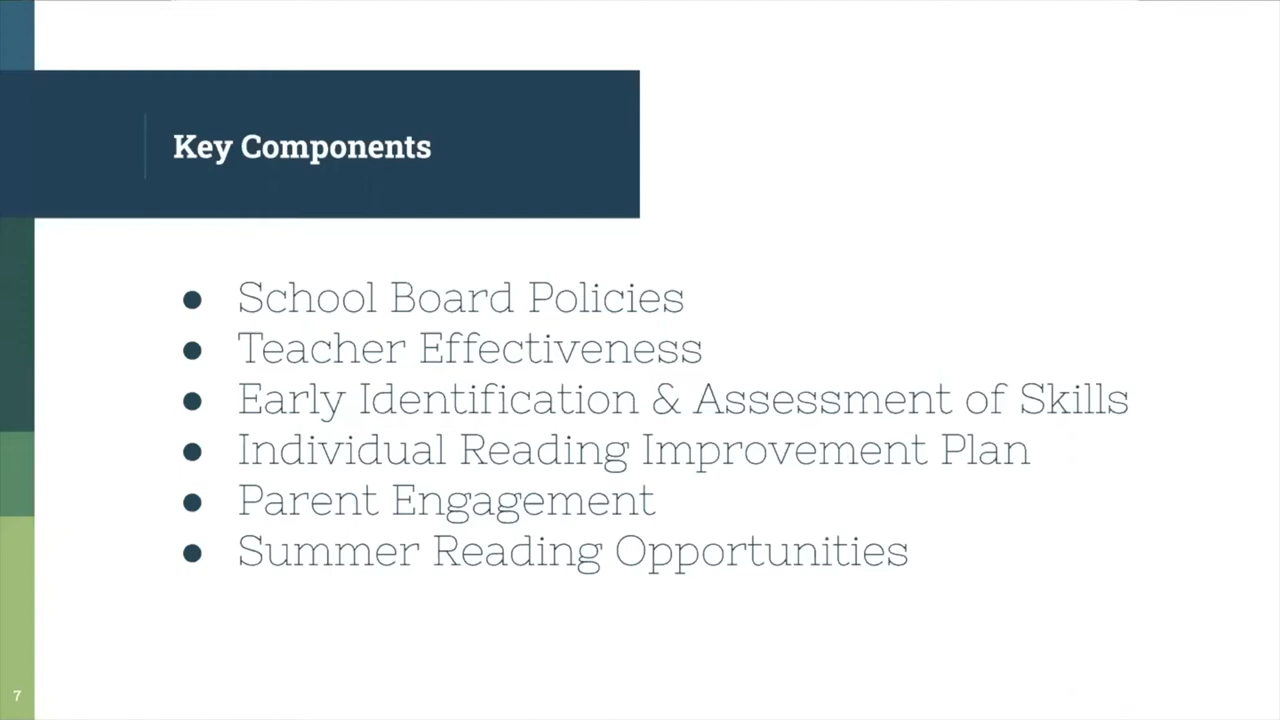 Key Components
● School Board Policies
● Teacher Effectiveness
● Early Identification & Assessment of Skills
● Individual Reading Improvement Plan
● Parent Engagement
● Summer Reading Opportunities
7